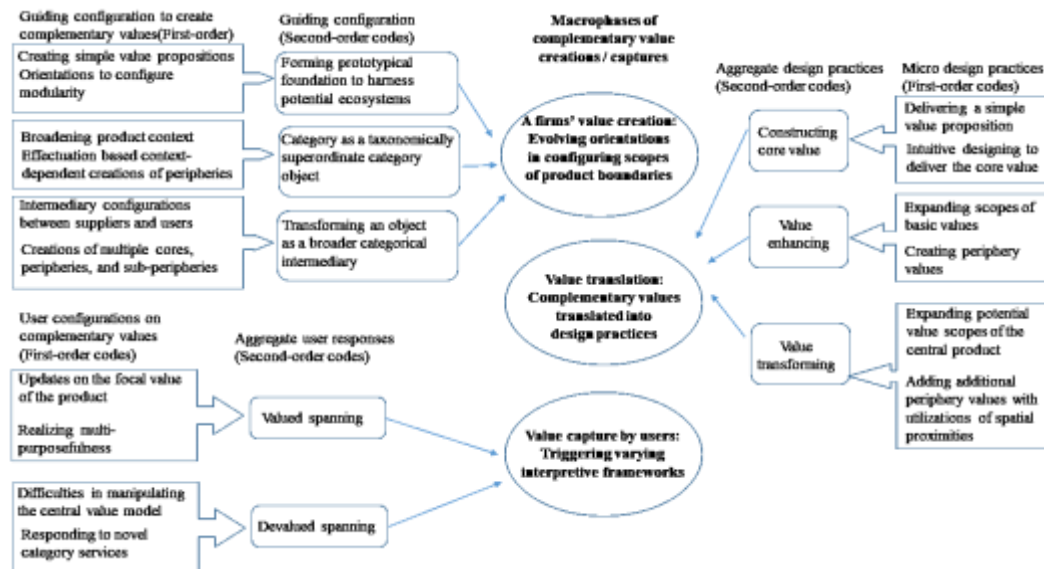 Guiding configuration to create
complementary values(First-order)
Creating simple value propositions
Orientations to configure
modularity
Broadening product context
Effectuation based context-
dependent creations of peripheries
Intermediary configurations
between suppliers and users
Creations of multiple cores,
peripheries, and sub-peripheries
Guiding configuration
(Second-order codes)
Forming prototypical
foundation to harness
potential ecosystems
Category as a taxonomically
superordinate category
object
Transforming an object
as a broader categorical
intermediary
Macrophases of
complementary value
creations / captures
A firms' value creation:
Evolving orientations
in configuring scopes
of product boundaries
Value translation:
Complementary values
translated into
design practices
Value capture by users:
Triggering varying
interpretive frameworks
Aggregate design practices
(Second-order codes)
Constructing
core value
Value
enhancing
Value
transforming
Micro design practices
(First-order codes)
Delivering a simple
value proposition
Intuitive designing to
deliver the core value
Expanding scopes of
basic values
Creating periphery
values
Expanding potential
value scopes of the
central product
Adding additional
periphery values with
utilizations of spatial
proximities
User configurations on
complementary values
(First-order codes)
Updates on the focal value
of the product
Realizing multi-
purposefulness
Difficulties in manipulating
the central value model
Responding to novel
category services
Aggregate user responses
(Second-order codes)
Valued spanning
Devalued spanning